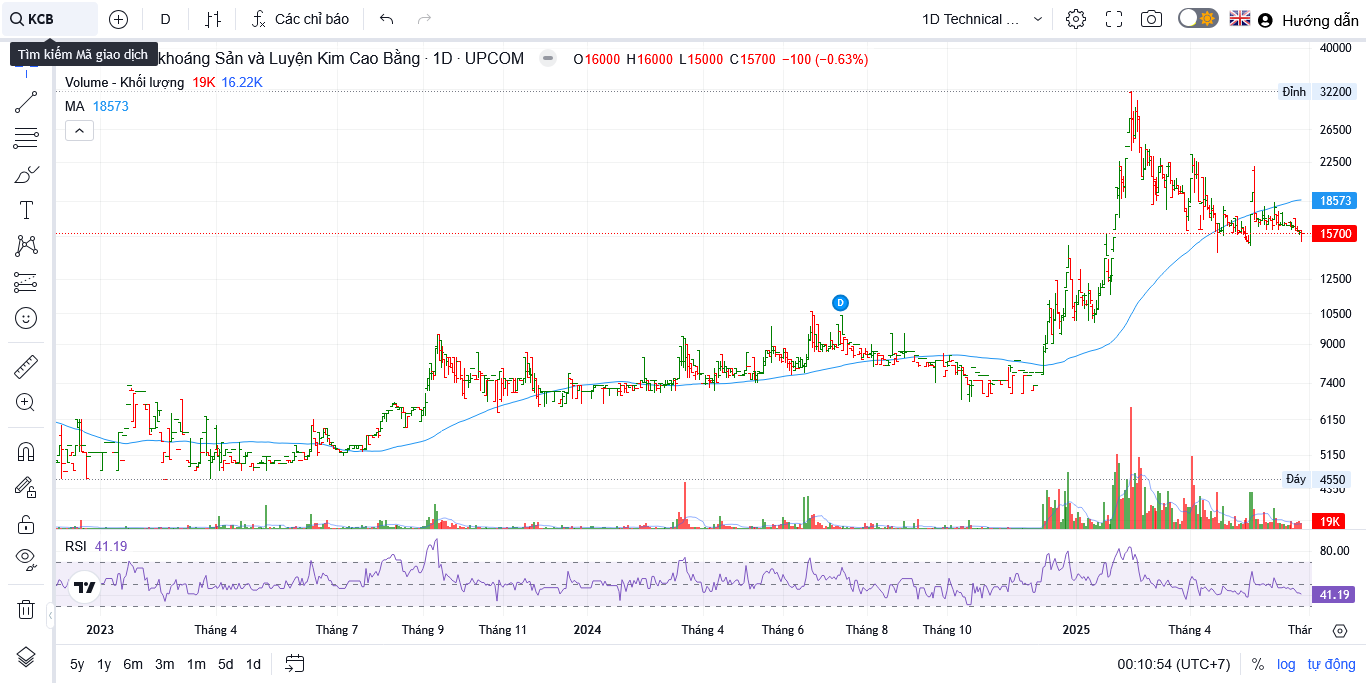 KCB
D
Các chỉ báo
1D Technical ...
Hướng dẫn
Tìm kiếm Mã giao dịch
khoáng Sản và Luyện Kim Cao Bằng · 1D · UPCOM
O16000 H16000 L15000 C15700 −100 (−0.63%)
Volume - Khối lượng 19K 16.22K
MA 18573
40000
Đỉnh 32200
26500
22500
18573
15700
12500
10500
9000
7400
6150
5150
Đáy 4550
4350
19K
D
RSI 41.19
80.00
41.19
2023 Tháng 4 Tháng 7 Tháng 9 Tháng 11 2024 Tháng 4 Tháng 6 Tháng 8 Tháng 10 2025 Tháng 4 Thár
5y 1y 6m 3m 1m 5d 1d
00:10:54 (UTC+7) % log tự động